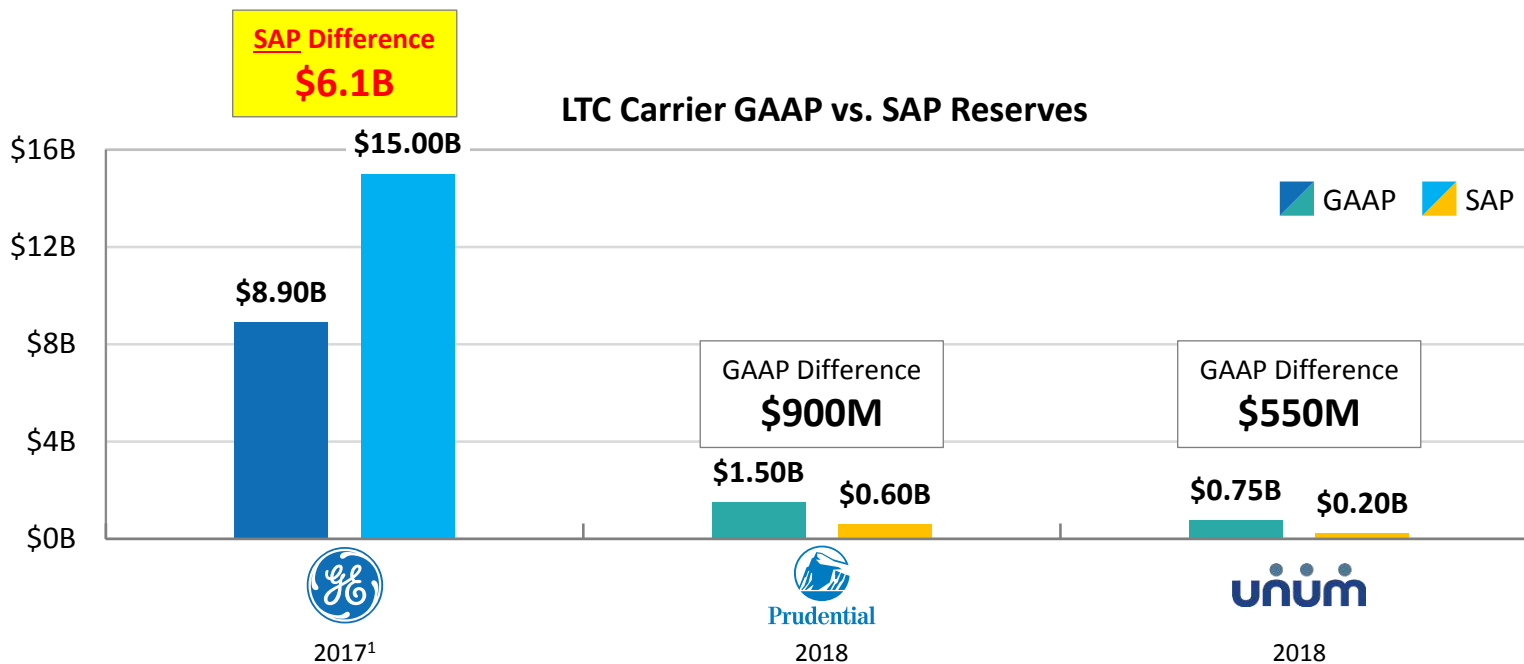 SAP Difference
$6.1B
LTC Carrier GAAP vs. SAP Reserves
$16B
$12B
$8B
$4B
$0B
GAAP
SAP
$8.90B
$15.00B
GAAP Difference
$900M
$1.50B
$0.60B
GAAP Difference
$550M
$0.75B
$0.20B
GE
Prudential
unum
2017¹
2018
2018